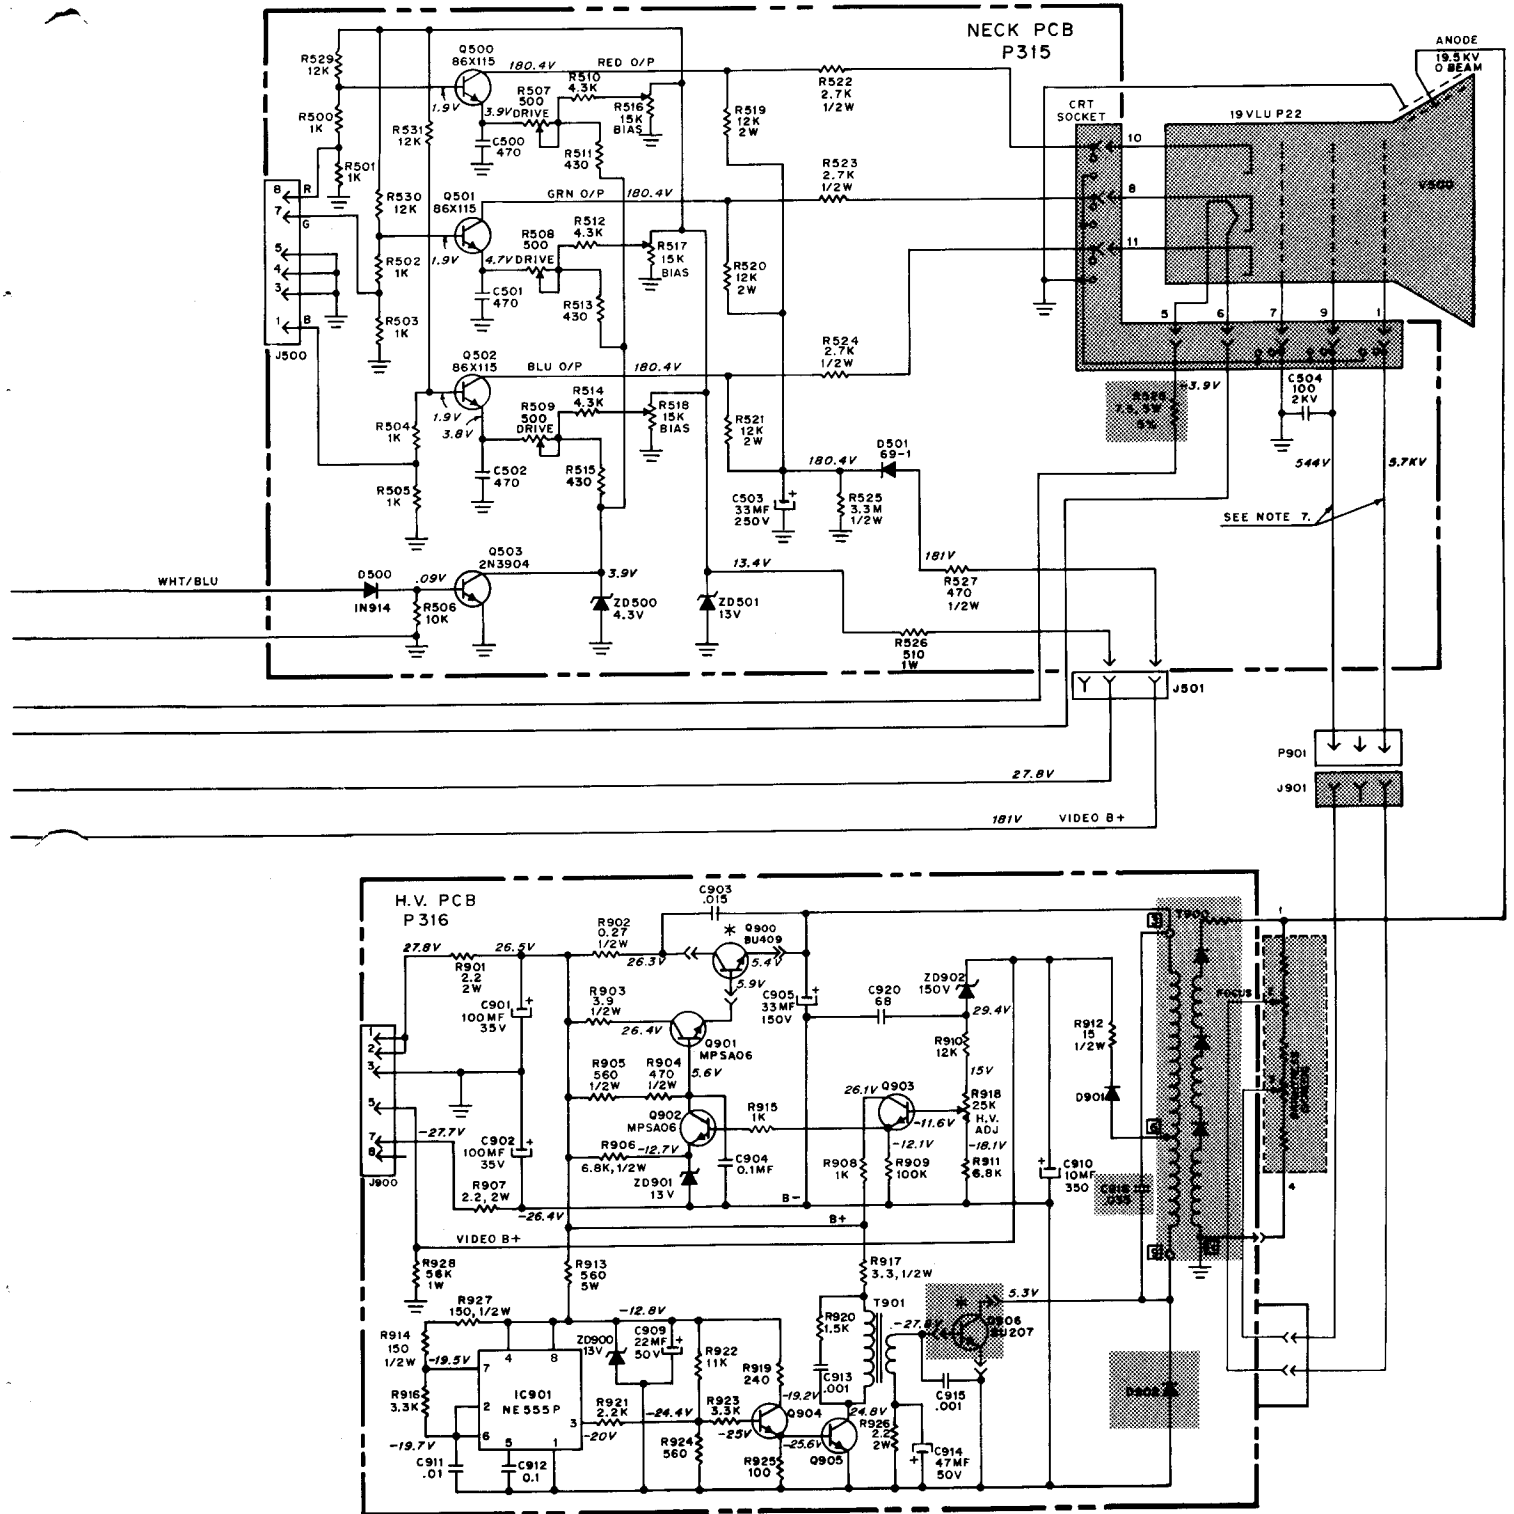 NECK PCB
P315
ANODE
19.5KV
0 BEAM
CRT
SOCKET
19VLUP22
V500
R529
12K
Q500
86X115
180.4V
RED O/P
R510
4.3K
R507
500
DRIVE
R516
15K
BIAS
R522
2.7K
1/2W
R519
12K
2W
1.9V
3.9V
R500
1K
R531
12K
C500
470
R511
430
R501
1K
10
8
R
7
G
5
4
3
1
B
J500
R530
12K
Q501
86X115
GRN O/P
180.4V
R523
2.7K
1/2W
8
R512
4.3K
R508
500
DRIVE
R517
15K
BIAS
1.9V
4.7V
R502
1K
C501
470
R513
430
R520
12K
2W
11
R503
1K
5
6
7
9
1
Q502
86X115
BLU O/P
180.4V
R524
2.7K
1/2W
R514
4.3K
R509
500
DRIVE
R518
15K
BIAS
1.9V
3.8V
R504
1K
R521
12K
2W
3.9V
7.5, 5W
5%
C504
100
2KV
R505
1K
C502
470
R515
430
D501
69-1
180.4V
C503
33MF
250V
R525
3.3M
1/2W
544V
5.7KV
SEE NOTE 7.
WHT/BLU
D500
1N914
.09V
Q503
2N3904
3.9V
13.4V
181V
R527
470
1/2W
R506
10K
ZD500
4.3V
ZD501
13V
R526
510
1W
J501
27.8V
181V
VIDEO B+
P901
J901
H.V. PCB
P316
C903
.015
*
Q900
BU409
T900
1
27.8V
R901
2.2
2W
26.5V
R902
0.27
1/2W
26.3V
5.4V
5.9V
C905
33MF
150V
C920
68
ZD902
150V
29.4V
FOCUS
C901
100MF
35V
R903
3.9
1/2W
26.4V
Q901
MPSA06
R910
12K
R912
15
1/2W
1
2
3
5
7
8
J900
R905
560
1/2W
R904
470
1/2W
5.6V
15V
26.1V
Q903
R918
25K
H.V.
ADJ
D901
Q902
MPSA06
R915
1K
-11.6V
-12.1V
-18.1V
-27.7V
C902
100MF
35V
R906
6.8K, 1/2W
-12.7V
C904
0.1MF
R908
1K
R909
100K
R911
6.8K
C910
10MF
350
ZD901
13V
R907
2.2, 2W
-26.4V
B-
4
B+
VIDEO B+
R928
56K
1W
R913
560
5W
R917
3.3, 1/2W
R927
150, 1/2W
-12.8V
R920
1.5K
T901
*
5.3V
BU207
R914
150
1/2W
-19.5V
4
8
7
ZD900
13V
C909
22MF
50V
R922
11K
R919
240
C913
.001
C915
.001
D902
R916
3.3K
2
IC901
NE555P
R921
2.2K
3
-20V
-24.4V
R923
3.3K
-19.2V
Q904
-25V
24.8V
R926
2.2
2W
-19.7V
6
5
1
C911
.01
C912
0.1
R924
560
R925
100
-25.6V
Q905
C914
47MF
50V